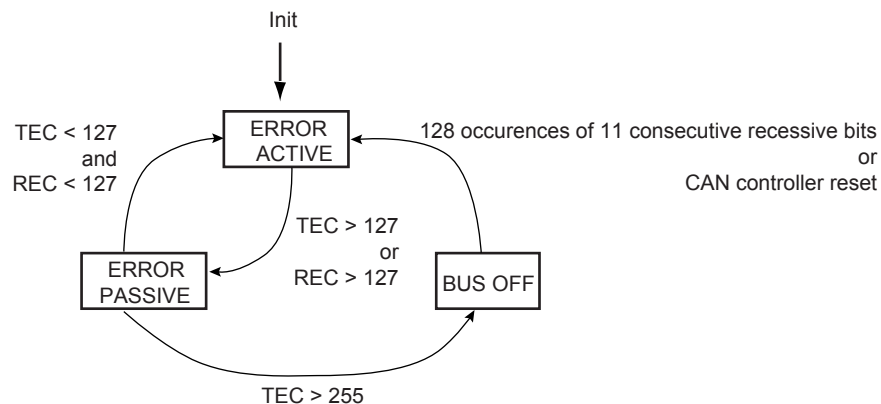 Init
TEC < 127
and
REC < 127
ERROR
ACTIVE
128 occurences of 11 consecutive recessive bits
or
CAN controller reset
TEC > 127
or
REC > 127
ERROR
PASSIVE
BUS OFF
TEC > 255